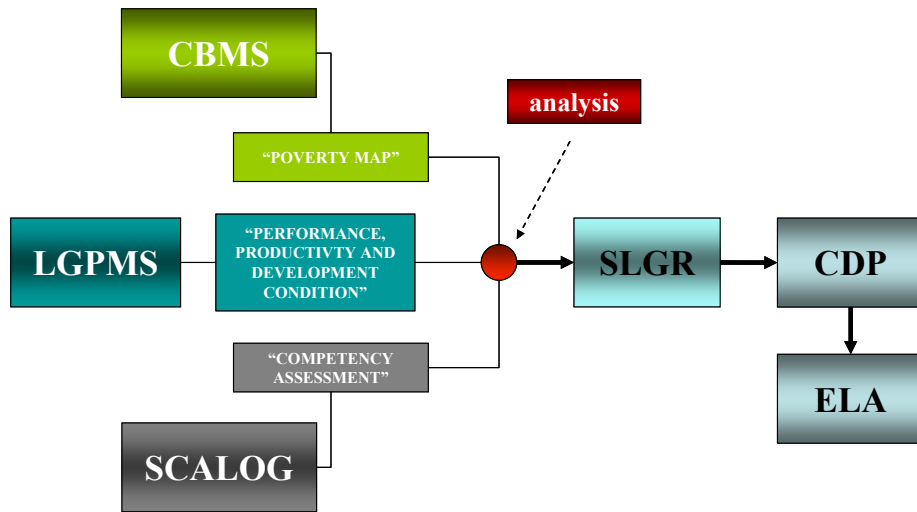 CBMS
analysis
“POVERTY MAP”
LGPMS
“PERFORMANCE,
PRODUCTIVTY AND
DEVELOPMENT
CONDITION”
SLGR
CDP
“COMPETENCY
ASSESSMENT”
ELA
SCALOG